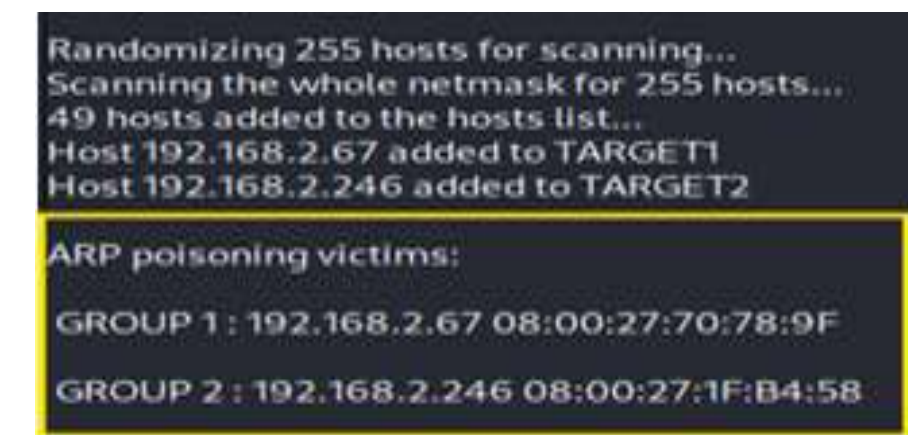 Randomizing 255 hosts for scanning...
Scanning the whole netmask for 255 hosts...
49 hosts added to the hosts list...
Host 192.168.2.67 added to TARGET1
Host 192.168.2.246 added to TARGET2
ARP poisoning victims:
GROUP 1 : 192.168.2.67 08:00:27:70:78:9F
GROUP 2 : 192.168.2.246 08:00:27:1F:B4:58